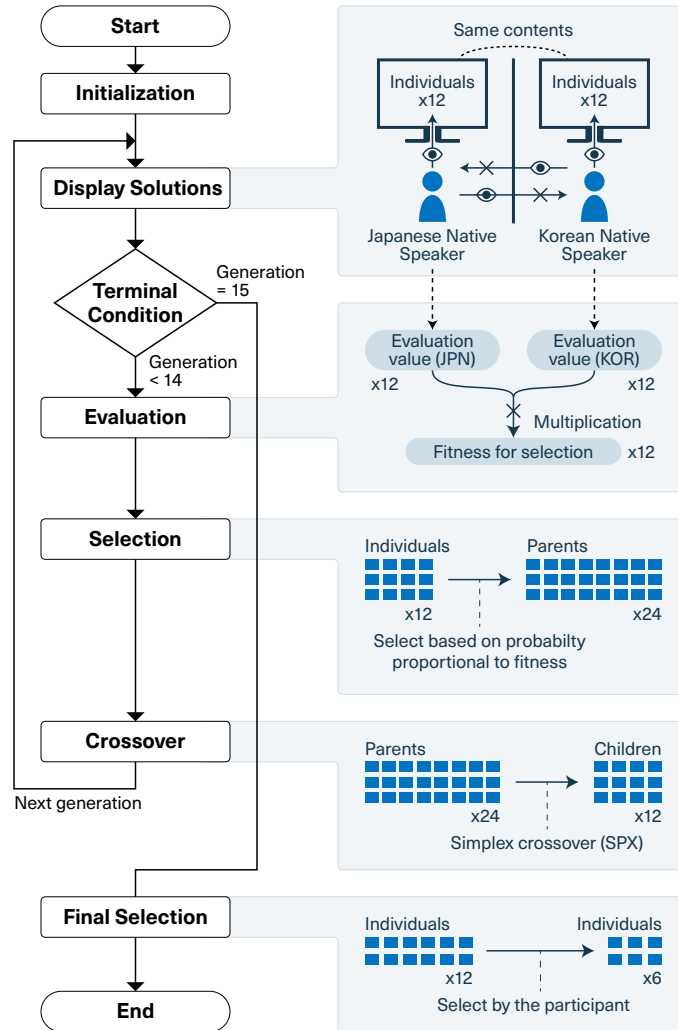 Start
Initialization
Display Solutions
Same contents
Individuals
x12
Individuals
x12
Japanese Native
Speaker
Korean Native
Speaker
Terminal
Condition
Generation
= 15
Generation
< 14
Evaluation
Evaluation
value (JPN)
x12
Evaluation
value (KOR)
x12
Multiplication
Fitness for selection
x12
Selection
Individuals
x12
Parents
x24
Select based on probabilty
proportional to fitness
Crossover
Next generation
Parents
x24
Children
x12
Simplex crossover (SPX)
Final Selection
Individuals
x12
Individuals
x6
Select by the participant
End